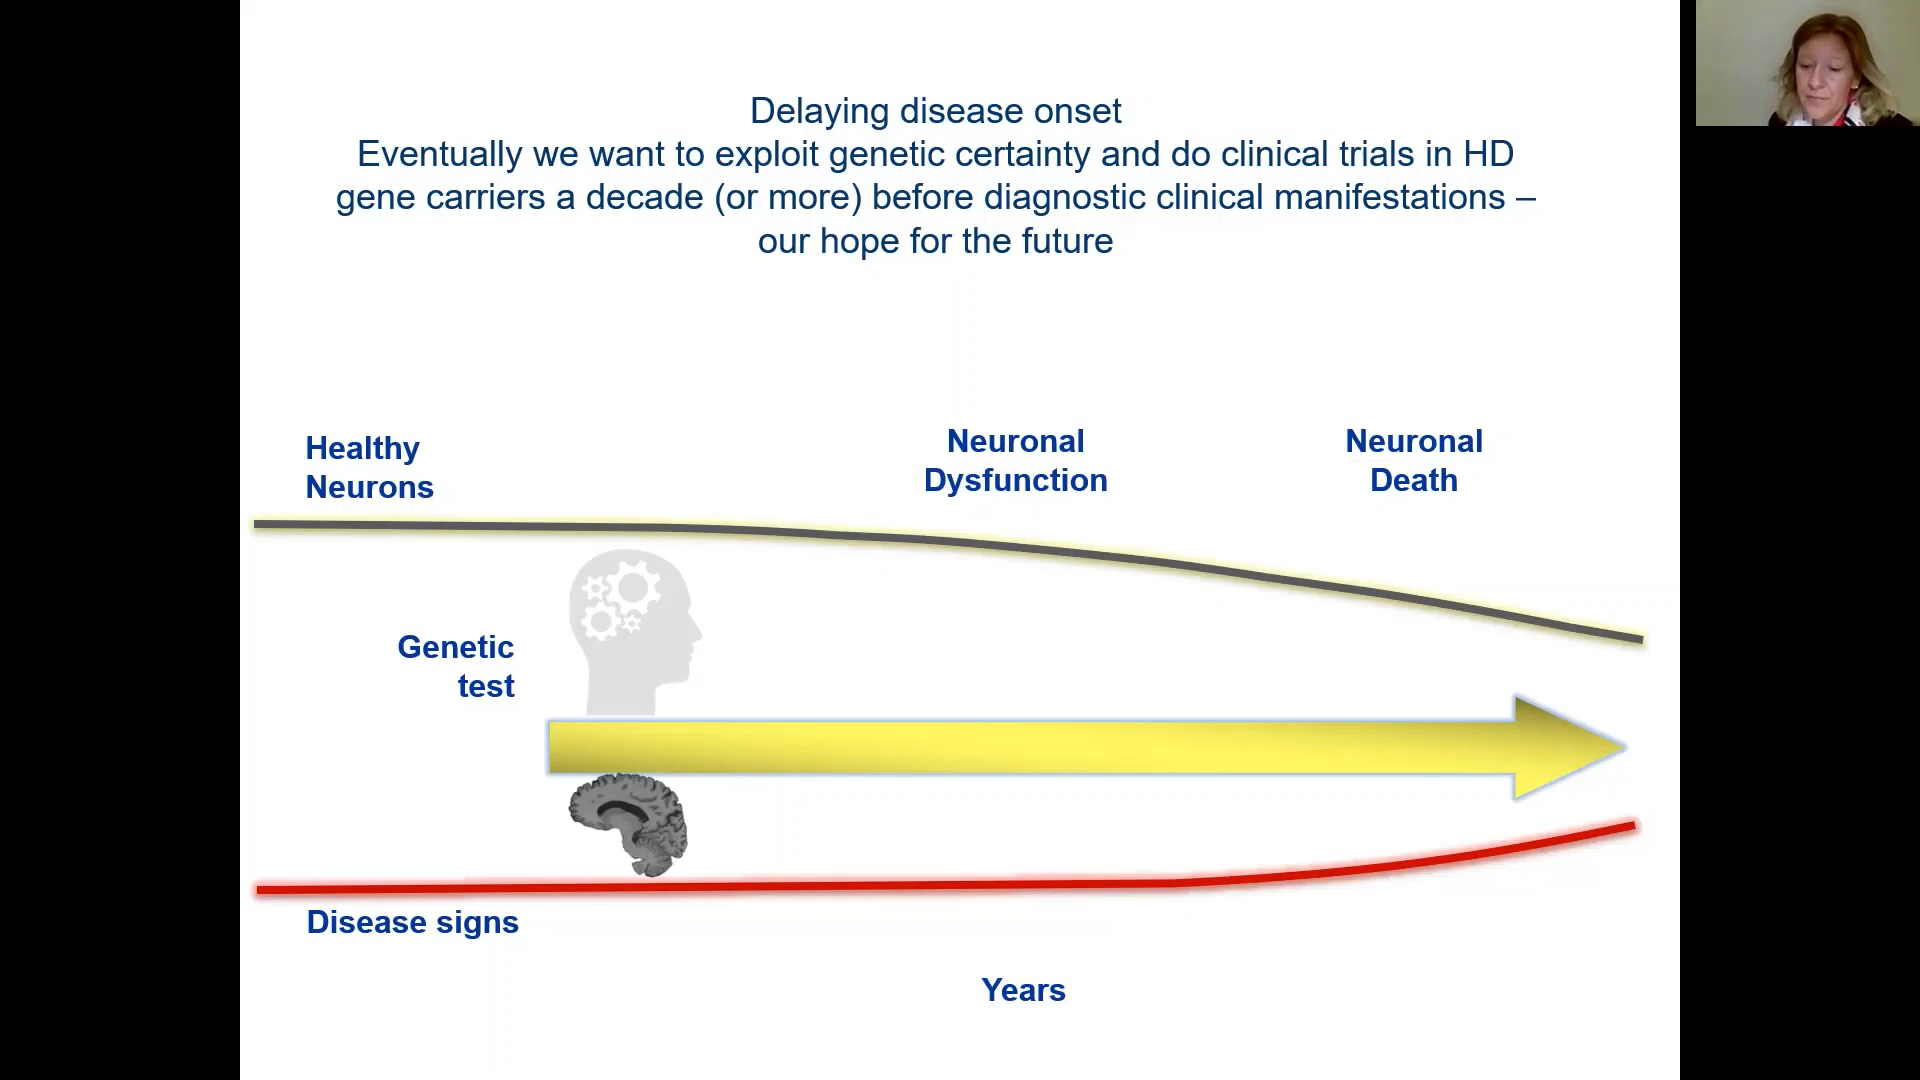 Delaying disease onset
Eventually we want to exploit genetic certainty and do clinical trials in HD
gene carriers a decade (or more) before diagnostic clinical manifestations –
our hope for the future
Healthy
Neurons
Neuronal
Dysfunction
Neuronal
Death
Genetic
test
Disease signs
Years